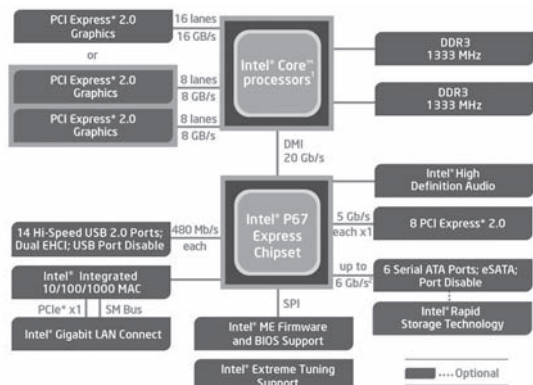 PCI Express* 2.0
Graphics
16 lanes
16 GB/s
or
PCI Express* 2.0
Graphics
8 lanes
8 GB/s
PCI Express* 2.0
Graphics
8 lanes
8 GB/s
Intel® Core™
processors¹
DDR3
1333 MHz
DDR3
1333 MHz
DMI
20 Gb/s
Intel® P67
Express
Chipset
Intel® High
Definition Audio
5 Gb/s
each x1
8 PCI Express* 2.0
14 Hi-Speed USB 2.0 Ports;
Dual EHCI; USB Port Disable
480 Mb/s
each
Intel® Integrated
10/100/1000 MAC
up to
6 Gb/s²
6 Serial ATA Ports; eSATA;
Port Disable
PCIe* x1
SM Bus
SPI
Intel® Gigabit LAN Connect
Intel® ME Firmware
and BIOS Support
Intel® Rapid
Storage Technology
Intel® Extreme Tuning
Support
Optional